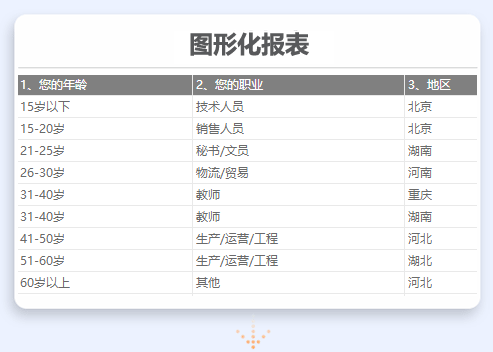 图形化报表
1、您的年龄 2、您的职业 3、地区
15岁以下 技术人员 北京
15-20岁 销售人员 北京
21-25岁 秘书/文员 湖南
26-30岁 物流/贸易 河南
31-40岁 教师 重庆
31-40岁 教师 湖南
41-50岁 生产/运营/工程 河北
51-60岁 生产/运营/工程 湖北
60岁以上 其他 河北